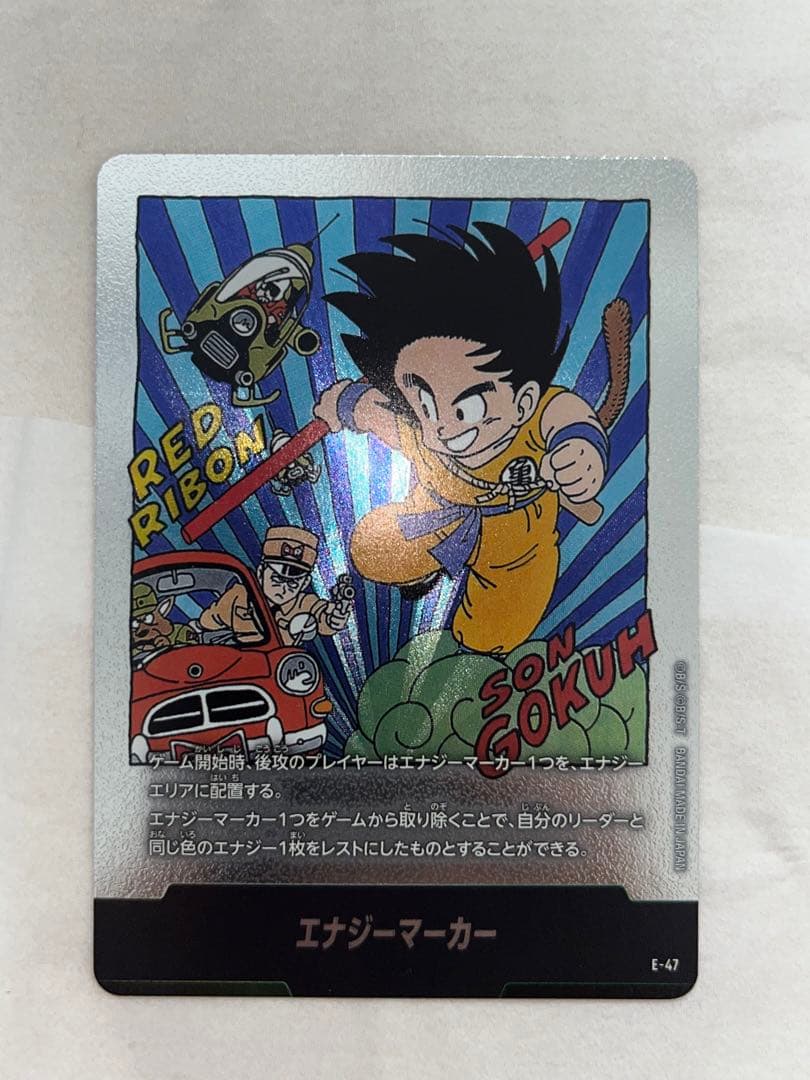 RED
RIBON
亀
SON
GOKUH
ゲーム開始時、後攻のプレイヤーはエナジーマーカー1つを、エナジー
エリアに配置する。
エナジーマーカー1つをゲームから取り除くことで、自分のリーダーと
同じ色のエナジー1枚をレストにしたものとすることができる。
エナジーマーカー
E-47
©B/S ©B/S･T BANDAI MADE IN JAPAN